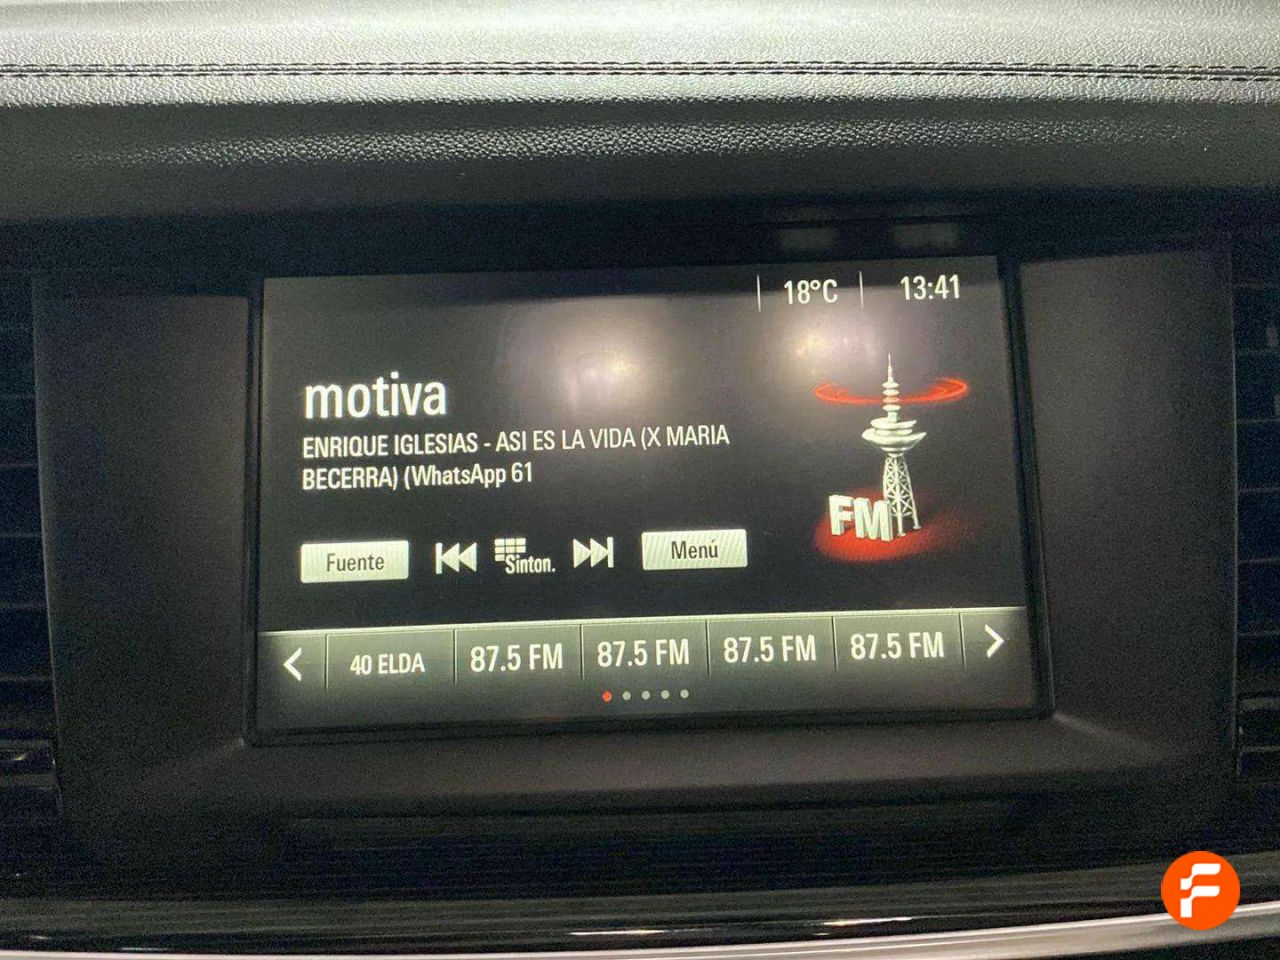 18°C 13:41
motiva
ENRIQUE IGLESIAS - ASI ES LA VIDA (X MARIA
BECERRA) (WhatsApp 61
FM
Fuente Sinton. Menú
40 ELDA 87.5 FM 87.5 FM 87.5 FM 87.5 FM